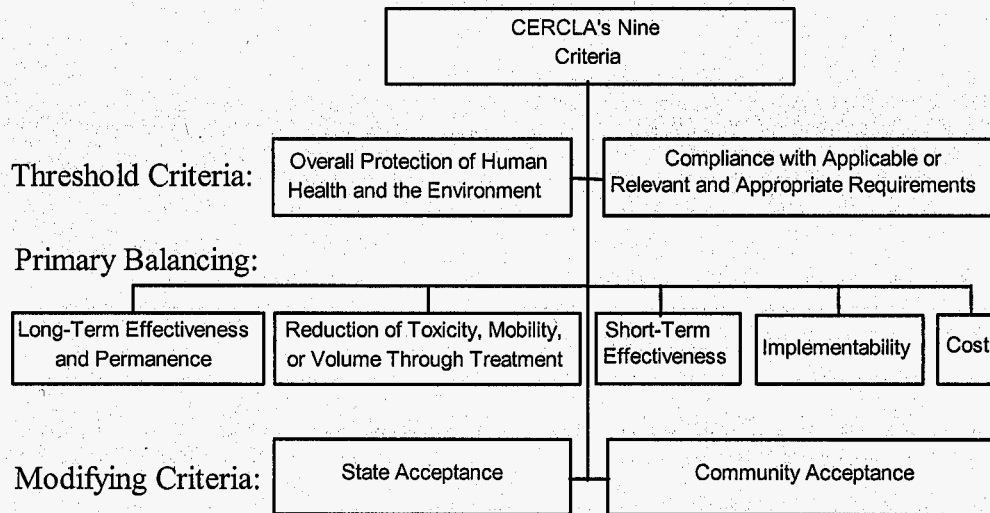 CERCLA's Nine
Criteria
Threshold Criteria:
Overall Protection of Human
Health and the Environment
Compliance with Applicable or
Relevant and Appropriate Requirements
Primary Balancing:
Long-Term Effectiveness
and Permanence
Reduction of Toxicity, Mobility,
or Volume Through Treatment
Short-Term
Effectiveness
Implementability
Cost
Modifying Criteria:
State Acceptance
Community Acceptance